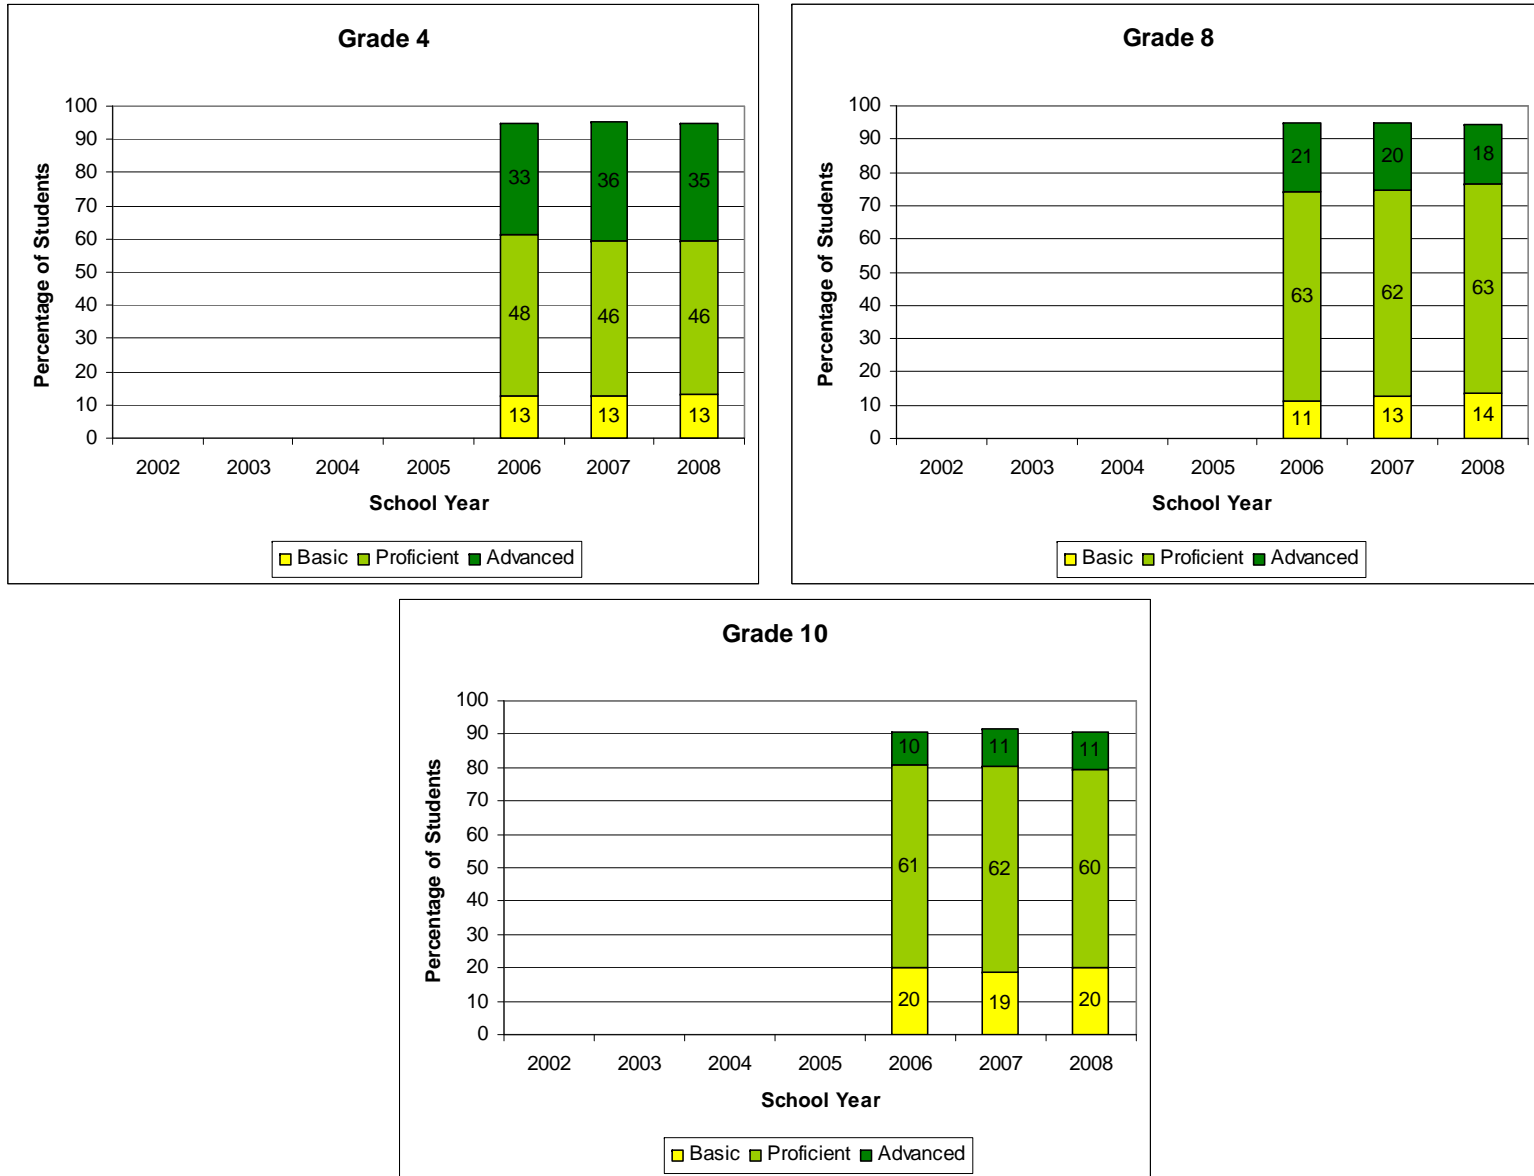 Grade 4
100
90
80
70
60
50
40
30
20
10
0
Percentage of Students
33 36 35
48 46 46
13 13 13
2002 2003 2004 2005 2006 2007 2008
School Year
Basic Proficient Advanced
Grade 8
100
90
80
70
60
50
40
30
20
10
0
Percentage of Students
21 20 18
63 62 63
11 13 14
2002 2003 2004 2005 2006 2007 2008
School Year
Basic Proficient Advanced
Grade 10
100
90
80
70
60
50
40
30
20
10
0
Percentage of Students
10 11 11
61 62 60
20 19 20
2002 2003 2004 2005 2006 2007 2008
School Year
Basic Proficient Advanced